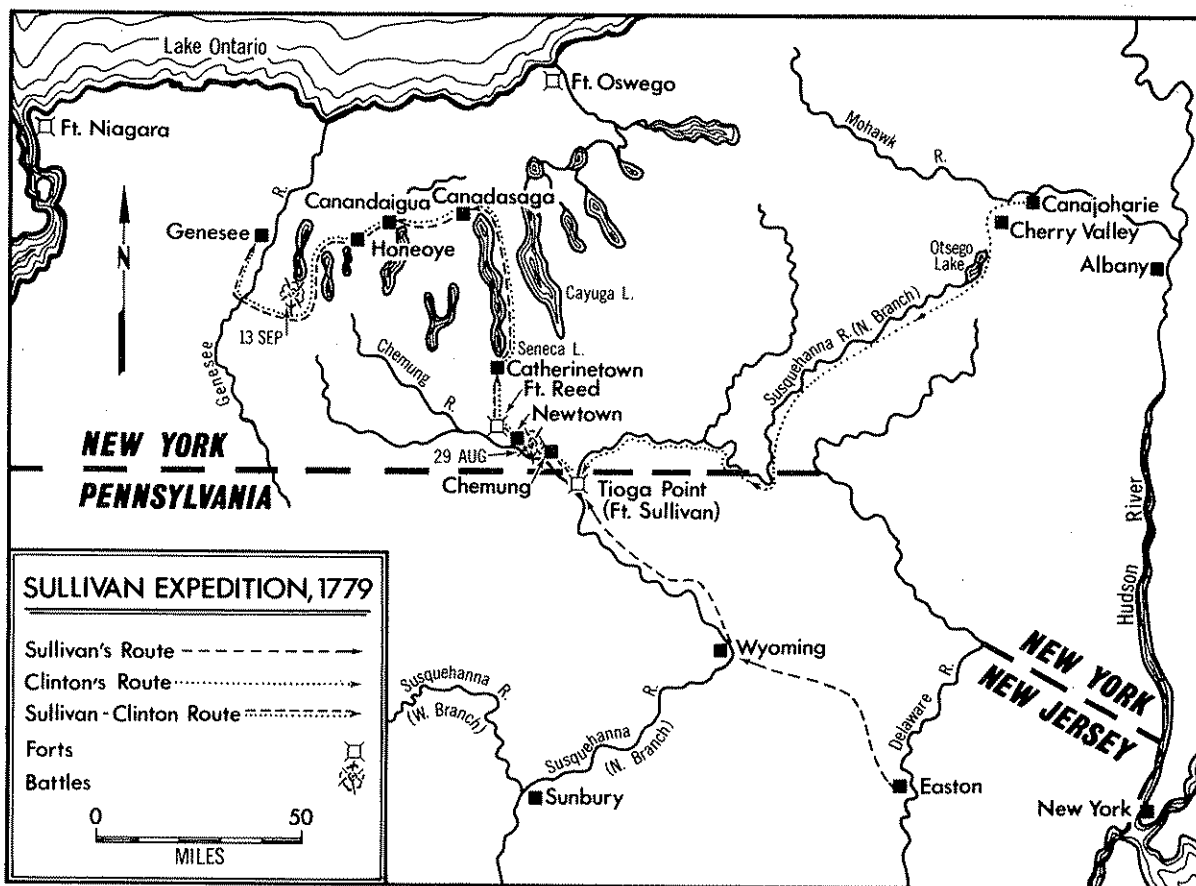 Lake Ontario
Ft. Oswego
Ft. Niagara
Mohawk
R.
R.
Canandaigua
Canadasaga
Canajoharie
Genesee
Honeoye
Cherry Valley
N
Otsego
Lake
Albany
Cayuga L.
13 SEP
Susquehanna R. (N. Branch)
Genesee
Chemung
R.
Seneca L.
Catherinetown
Ft. Reed
Newtown
NEW YORK
29 AUG
PENNSYLVANIA
Chemung
Tioga Point
(Ft. Sullivan)
Hudson
River
SULLIVAN EXPEDITION, 1779
Sullivan's Route
Clinton's Route
Sullivan-Clinton Route
Forts
Battles
0
50
MILES
Wyoming
NEW YORK
NEW JERSEY
Susquehanna
R.
(W. Branch)
Susquehanna
R.
(N. Branch)
Delaware
R.
Sunbury
Easton
New York